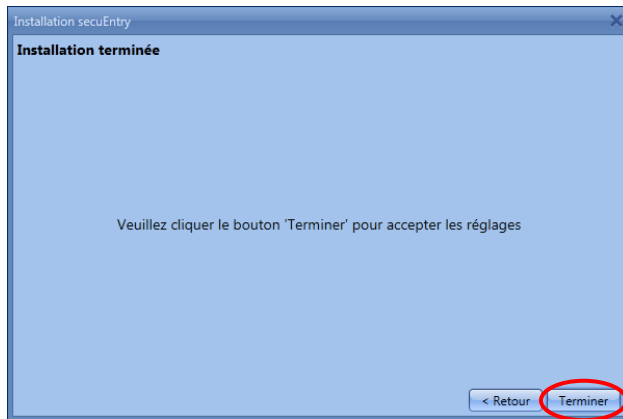 Installation secuEntry
Installation terminée
Veuillez cliquer le bouton 'Terminer' pour accepter les réglages
< Retour Terminer